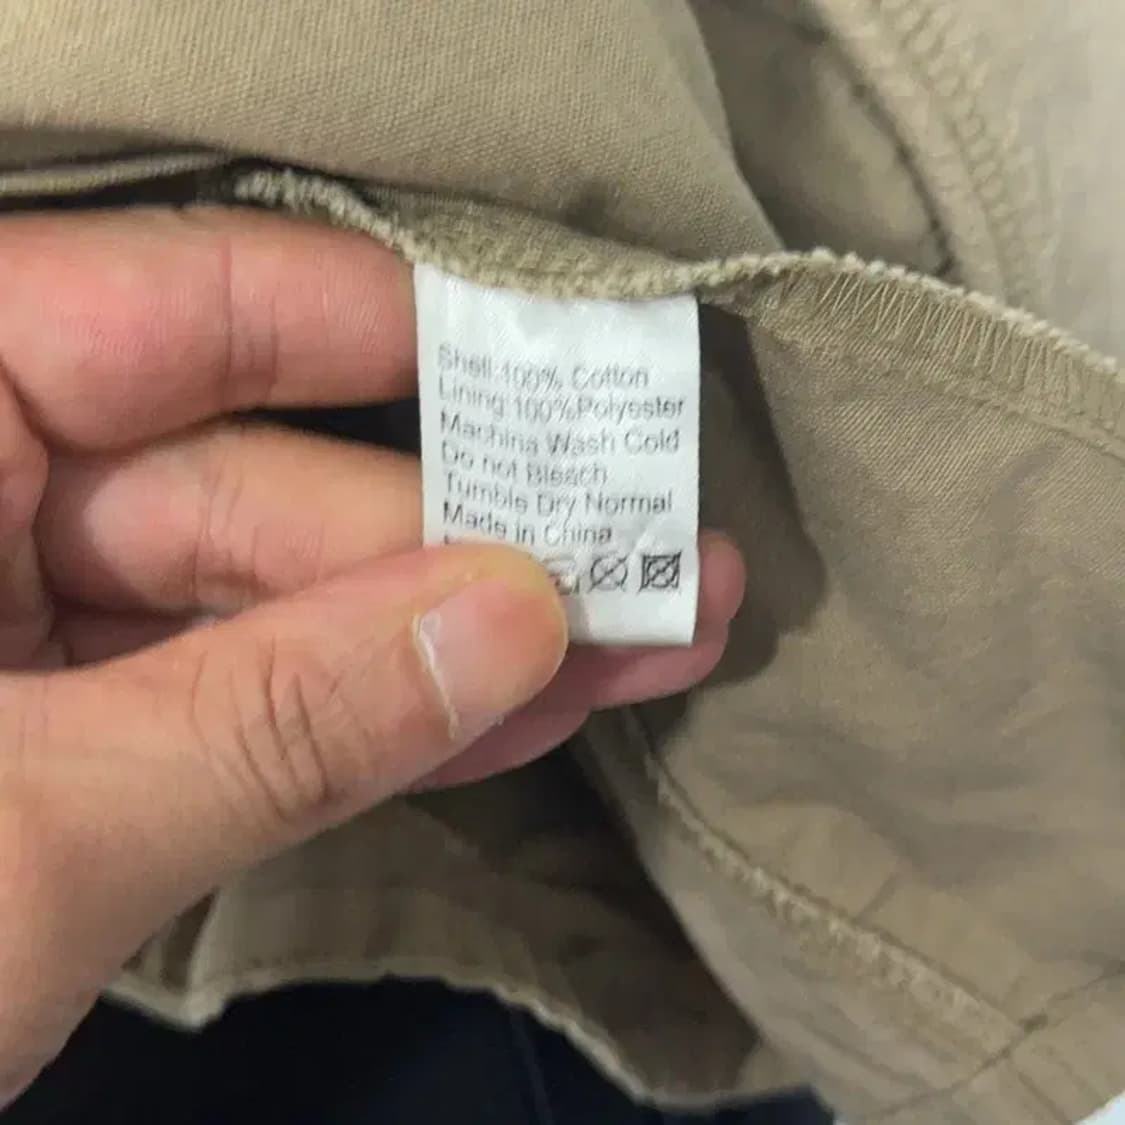 Shell:100% Cotton
Lining:100%Polyester
Machina Wash Cold
Do not Bleach
Tumble Dry Normal
Made in China